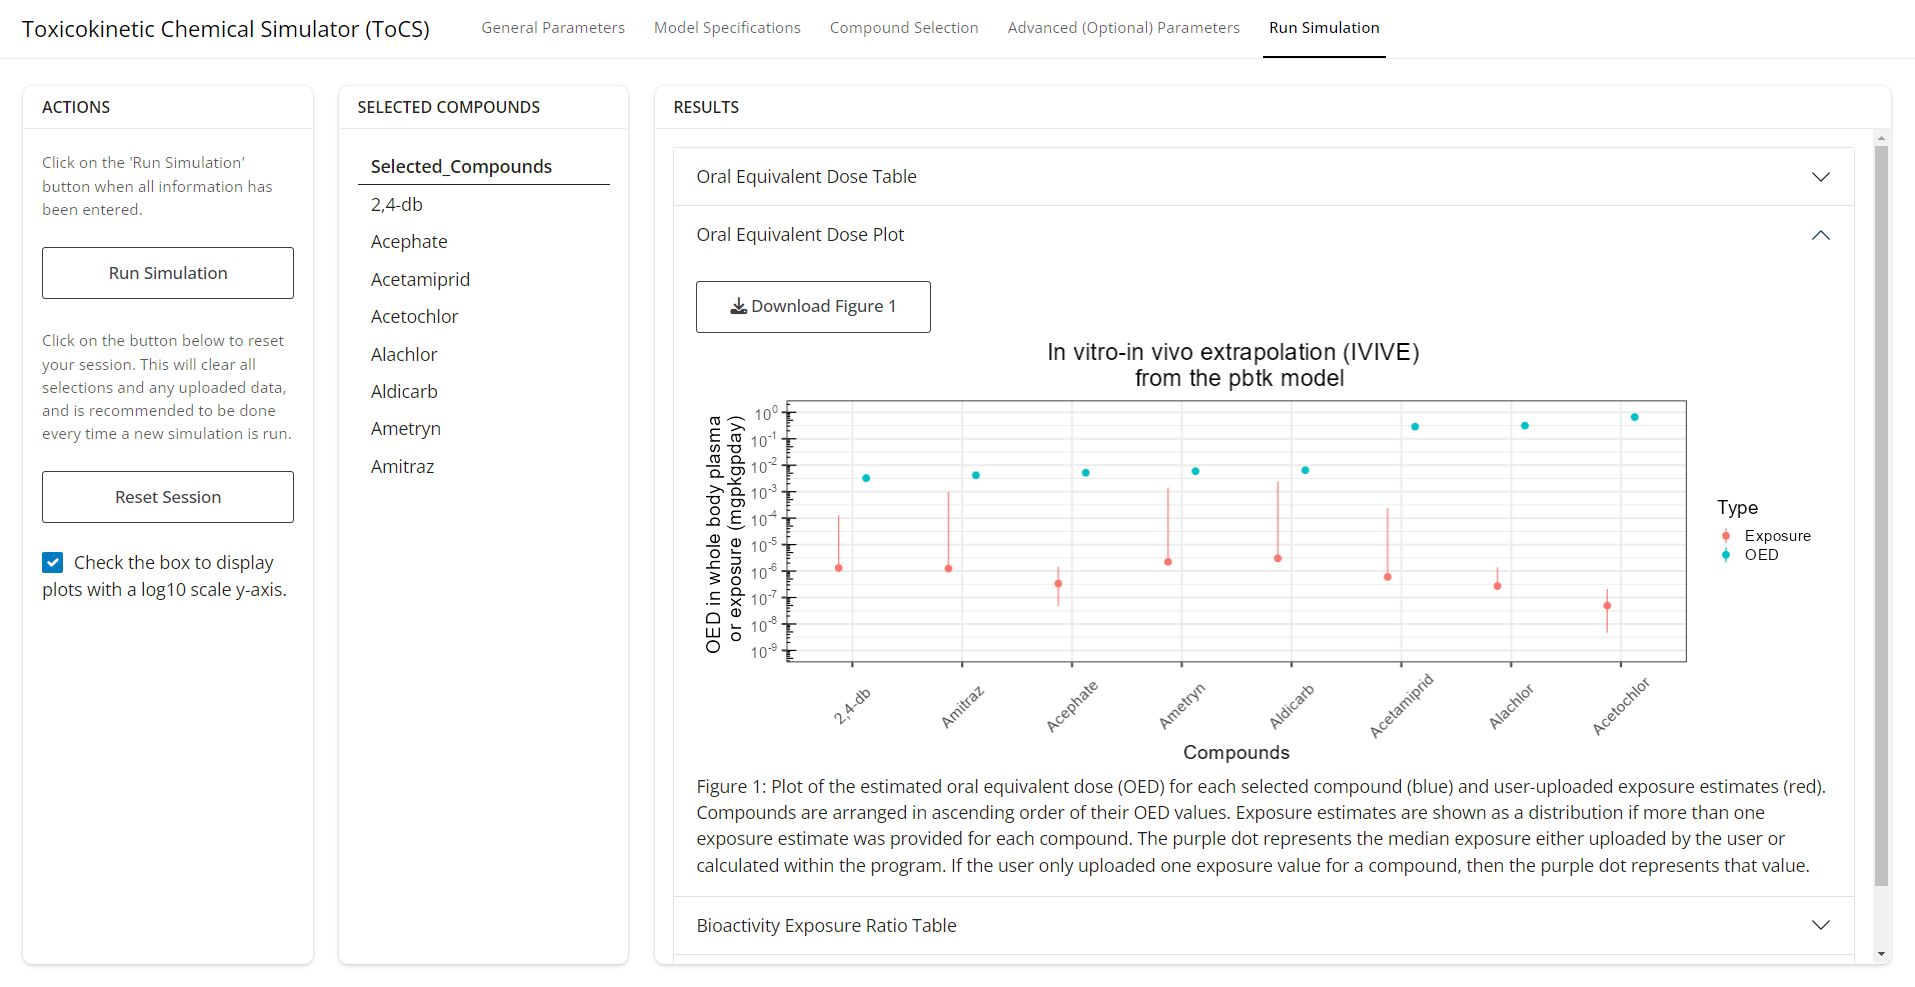 Toxicokinetic Chemical Simulator (ToCS)
General Parameters
Model Specifications
Compound Selection
Advanced (Optional) Parameters
Run Simulation
ACTIONS
Click on the 'Run Simulation'
button when all information has
been entered.
Run Simulation
Click on the button below to reset
your session. This will clear all
selections and any uploaded data,
and is recommended to be done
every time a new simulation is run.
Reset Session
Check the box to display
plots with a log10 scale y-axis.
SELECTED COMPOUNDS
Selected_Compounds
2,4-db
Acephate
Acetamiprid
Acetochlor
Alachlor
Aldicarb
Ametryn
Amitraz
RESULTS
Oral Equivalent Dose Table
Oral Equivalent Dose Plot
Download Figure 1
In vitro-in vivo extrapolation (IVIVE)
from the pbtk model
OED in whole body plasma
or exposure (mgpkgpday)
10^0
10^-1
10^-2
10^-3
10^-4
10^-5
10^-6
10^-7
10^-8
10^-9
2,4-db
Amitraz
Acephate
Ametryn
Aldicarb
Acetamiprid
Alachlor
Acetochlor
Compounds
Type
Exposure
OED
Figure 1: Plot of the estimated oral equivalent dose (OED) for each selected compound (blue) and user-uploaded exposure estimates (red).
Compounds are arranged in ascending order of their OED values. Exposure estimates are shown as a distribution if more than one
exposure estimate was provided for each compound. The purple dot represents the median exposure either uploaded by the user or
calculated within the program. If the user only uploaded one exposure value for a compound, then the purple dot represents that value.
Bioactivity Exposure Ratio Table